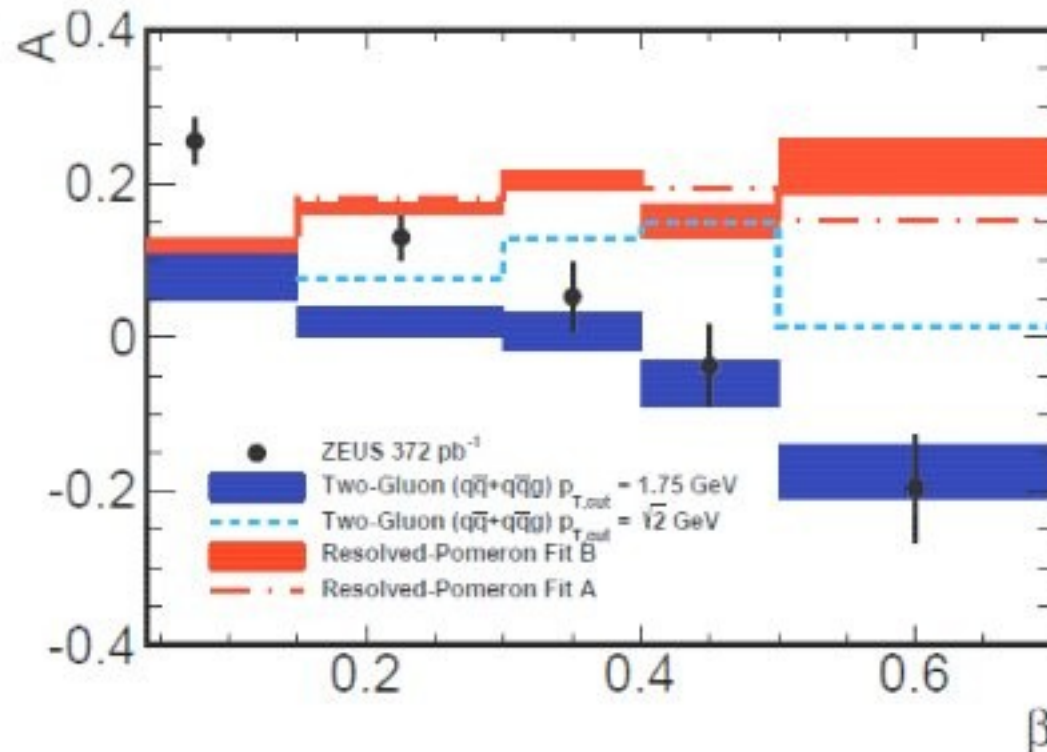 A
0.4
0.2
0
-0.2
-0.4
ZEUS 372 pb⁻¹
Two-Gluon (qq̅+qq̅g) p_T,out = 1.75 GeV
Two-Gluon (qq̅+qq̅g) p_T,out = √2 GeV
Resolved-Pomeron Fit B
Resolved-Pomeron Fit A
0.2 0.4 0.6
β